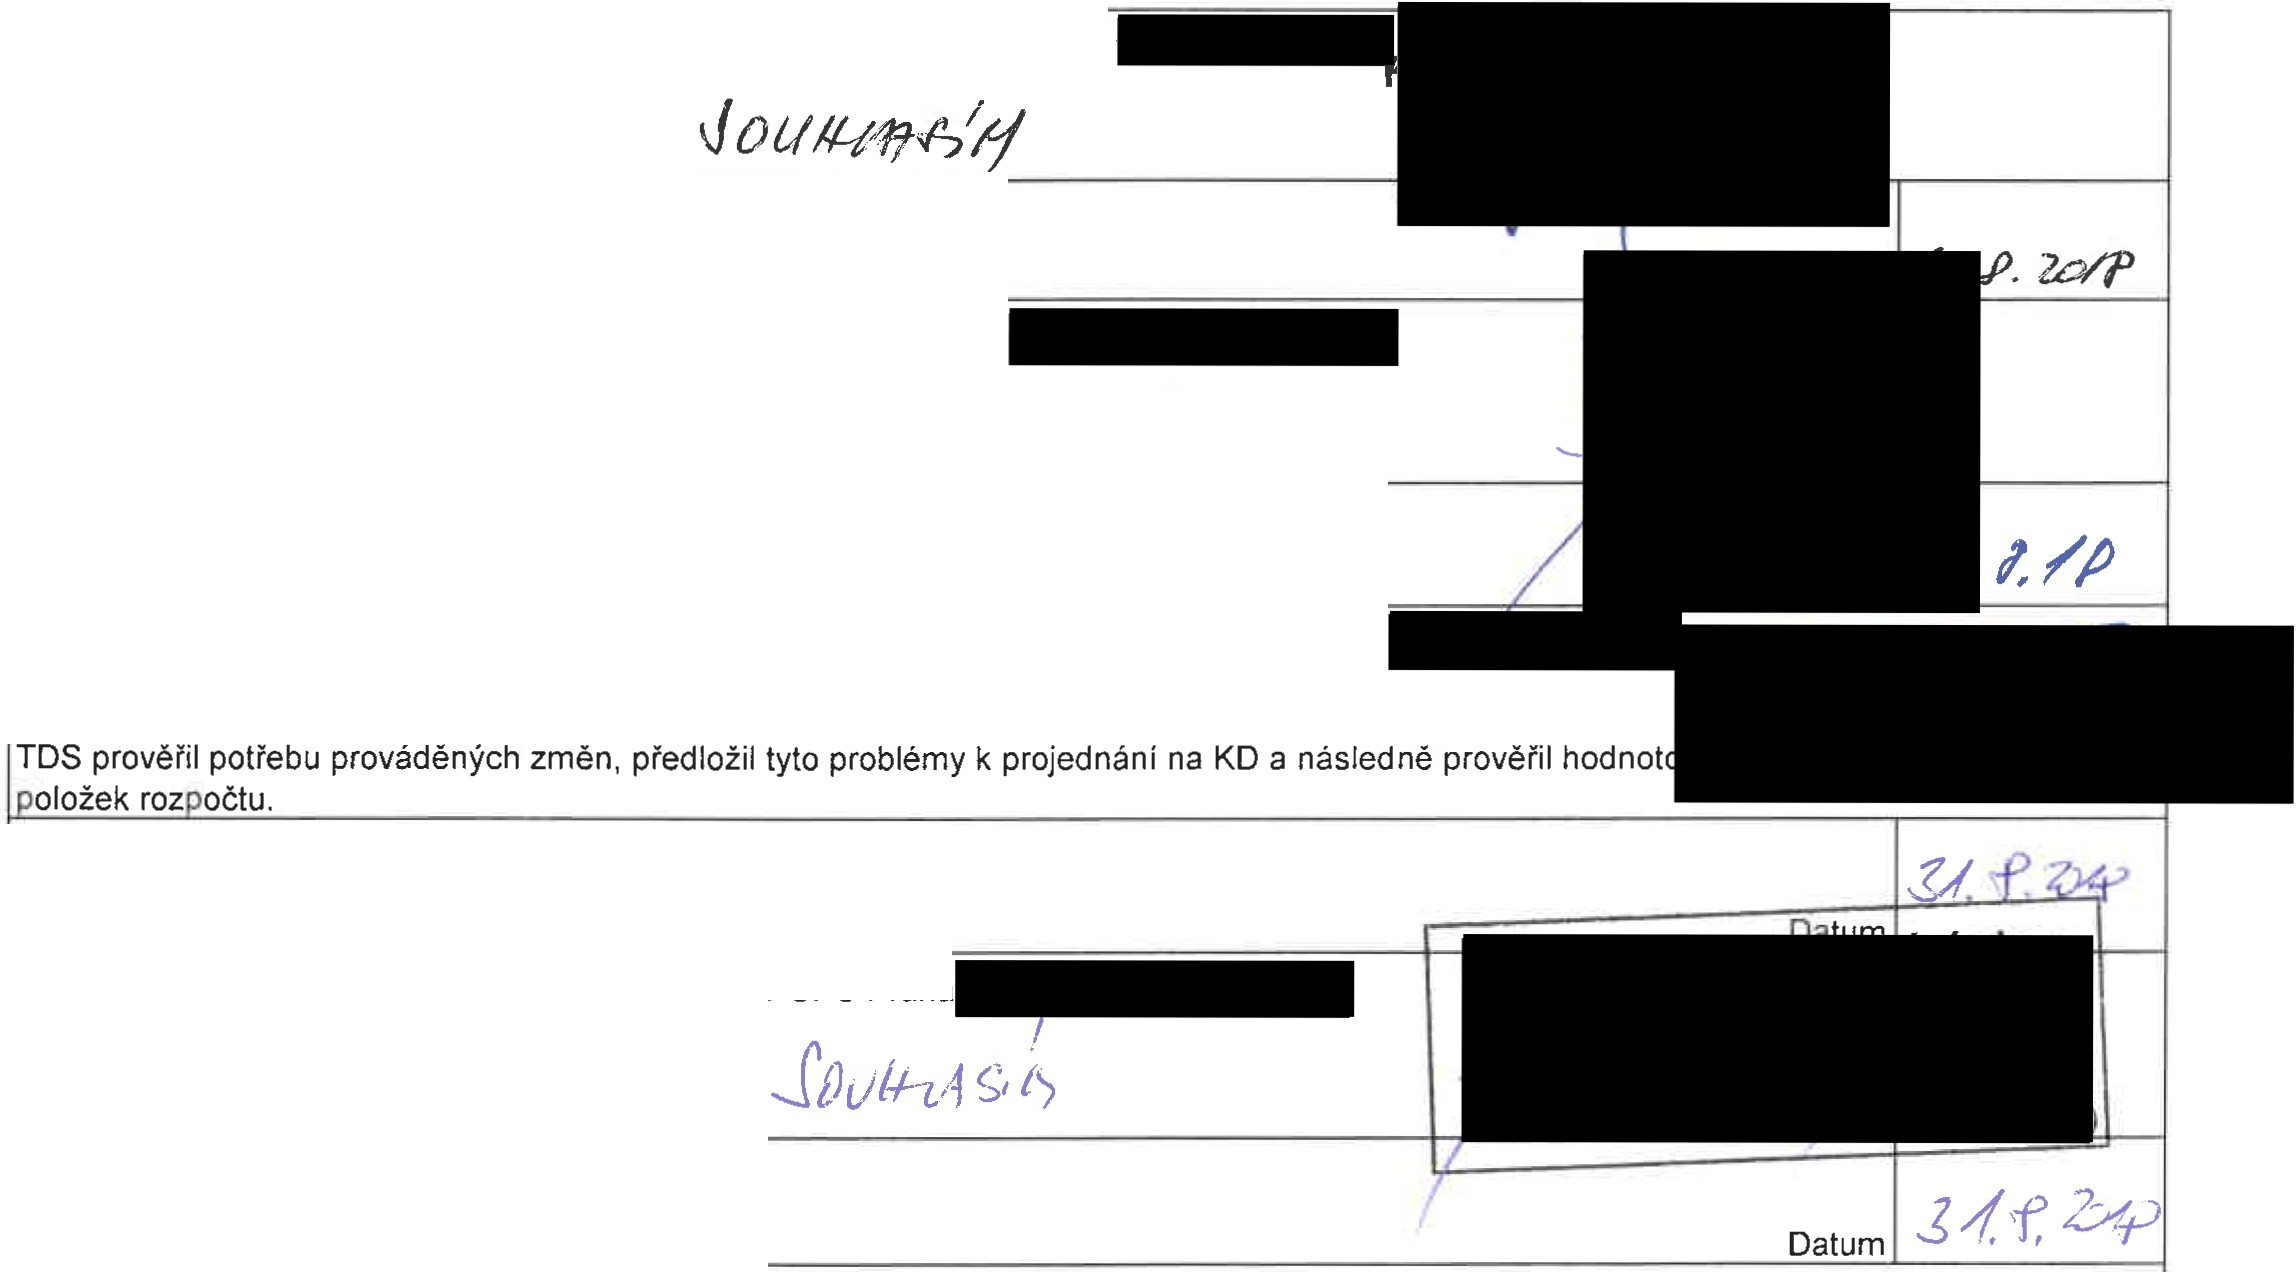 SOUHLASÍM
8. 2018
8.18
TDS prověřil potřebu prováděných změn, předložil tyto problémy k projednání na KD a následně prověřil
položek rozpočtu.
31. 8. 2018
Datum
SOUHLASÍM
31. 8. 2018
Datum